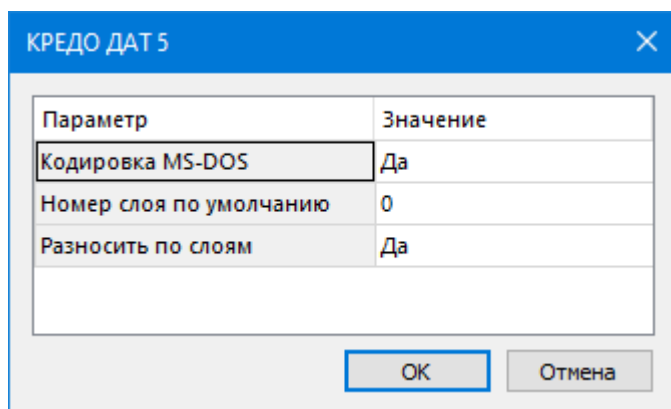 КРЕДО ДАТ 5
Параметр Значение
Кодировка MS-DOS Да
Номер слоя по умолчанию 0
Разносить по слоям Да
OK Отмена